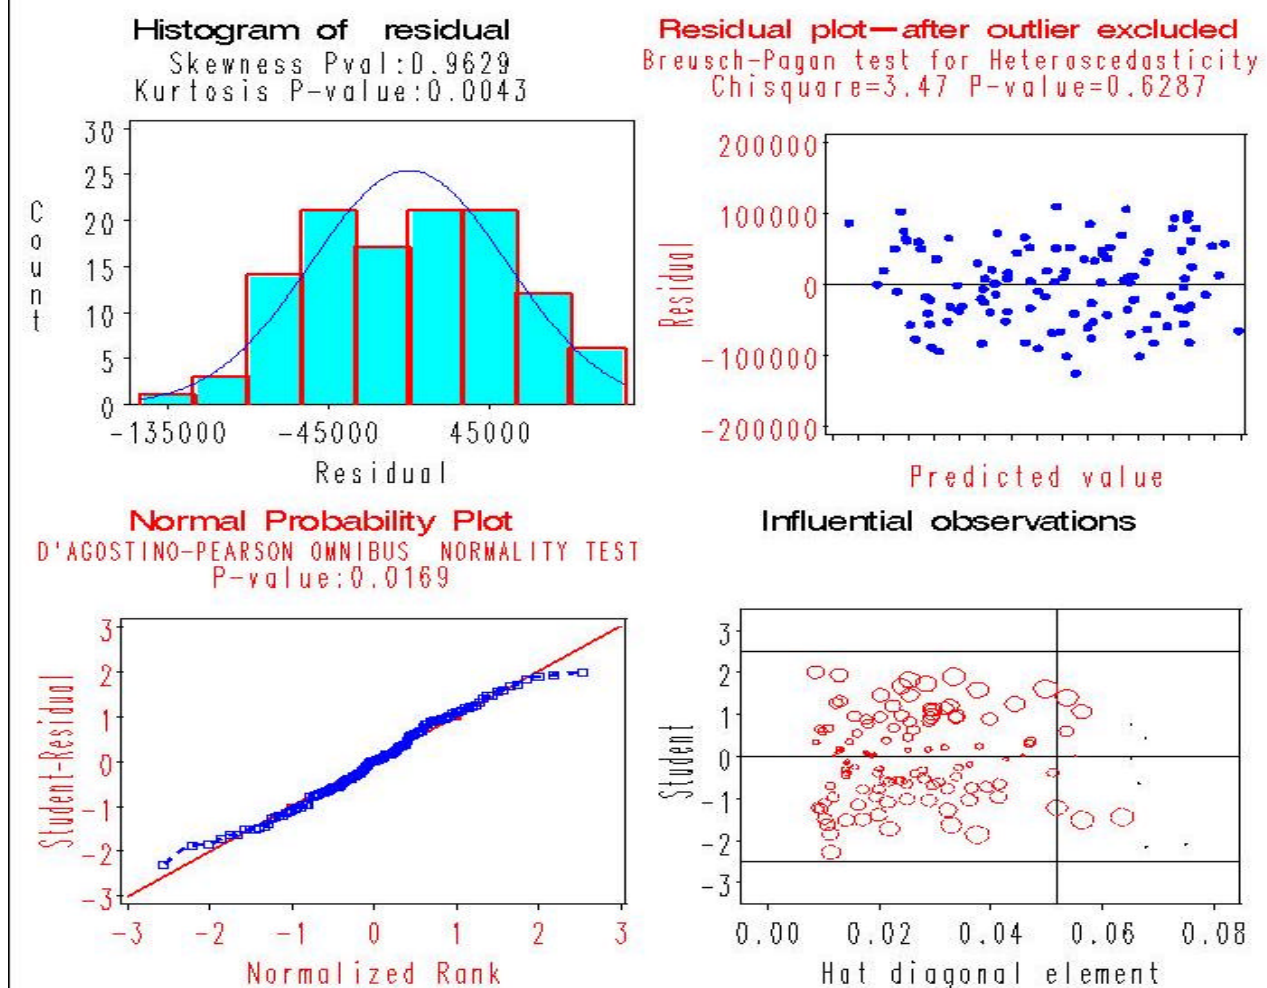 Histogram of residual
Skewness Pval:0.9629
Kurtosis P-value:0.0043
30
25
20
15
10
5
0
Count
-135000 -45000 45000
Residual
Residual plot—after outlier excluded
Breusch-Pagan test for Heteroscedasticity
Chisquare=3.47 P-value=0.6287
200000
100000
0
-100000
-200000
Residual
Predicted value
Normal Probability Plot
D'AGOSTINO-PEARSON OMNIBUS NORMALITY TEST
P-value:0.0169
3
2
1
0
-1
-2
-3
Student-Residual
-3 -2 -1 0 1 2 3
Normalized Rank
Influential observations
3
2
1
0
-1
-2
-3
Student
0.00 0.02 0.04 0.06 0.08
Hat diagonal element